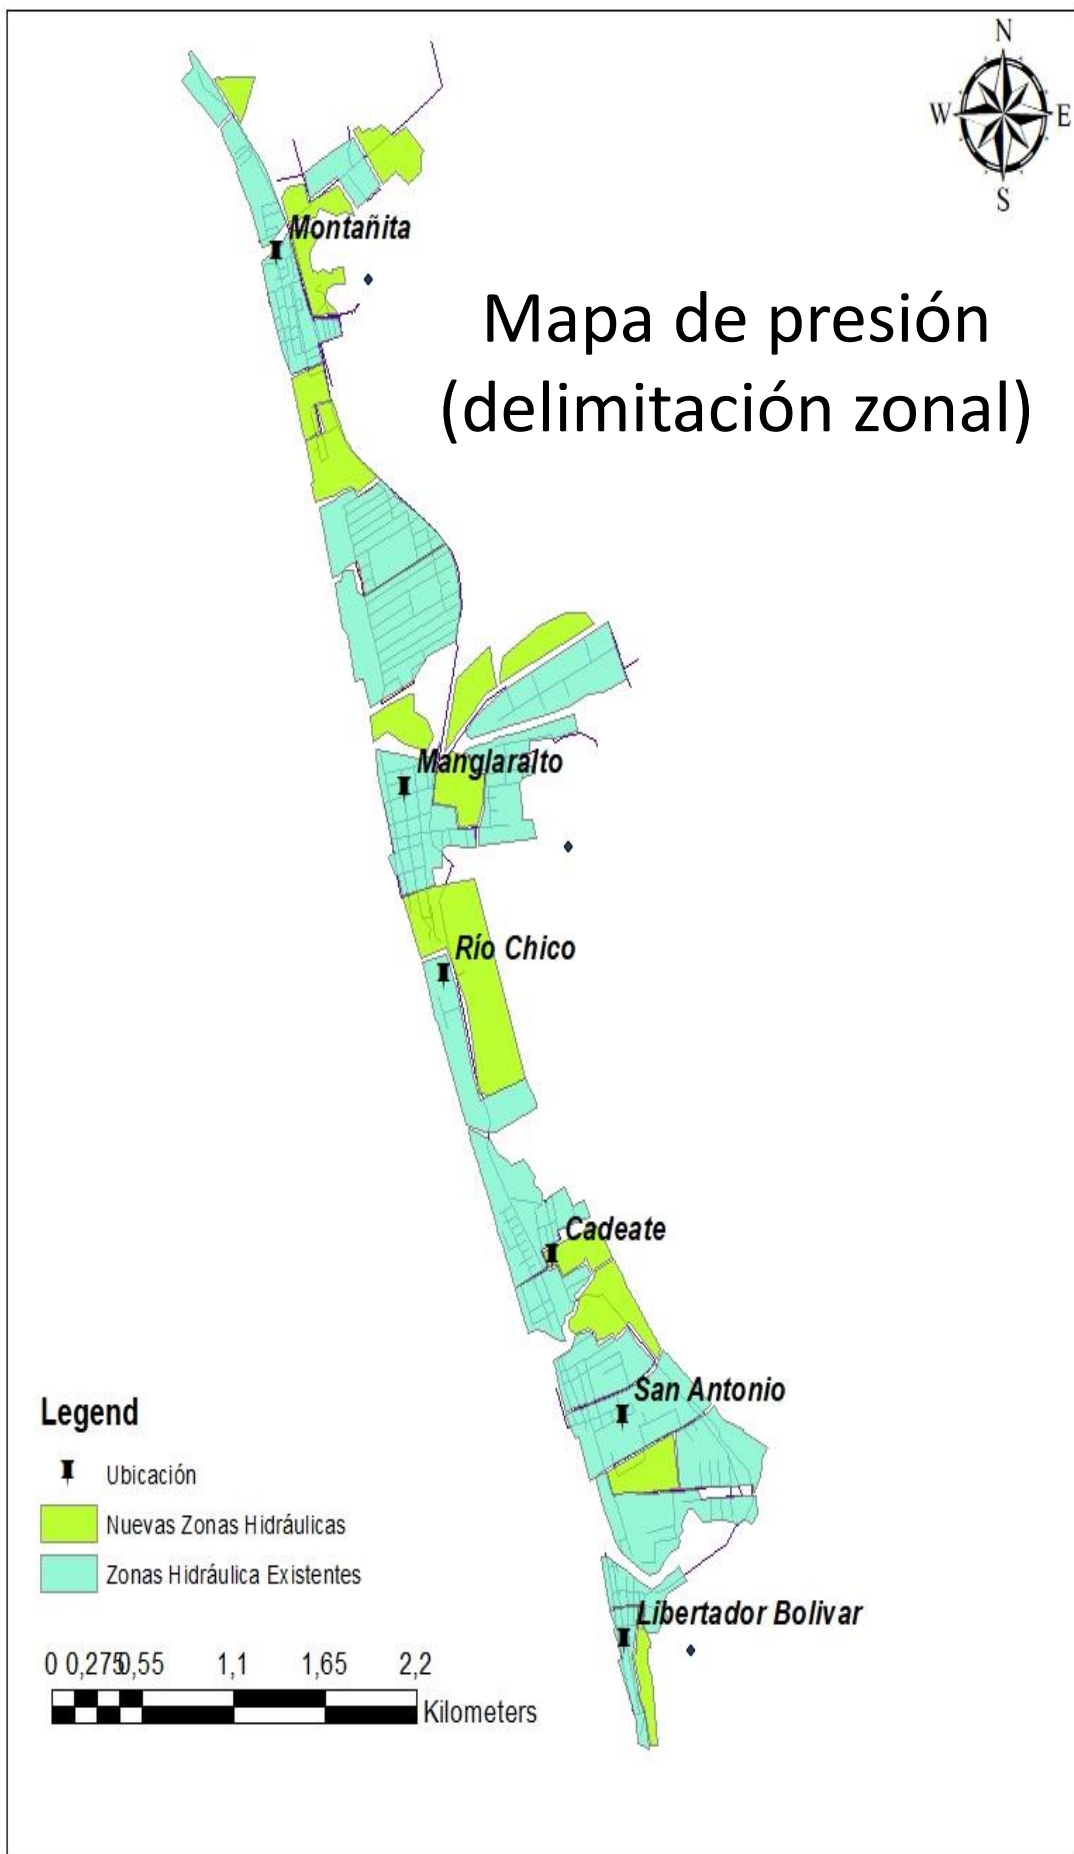 N
W E
S
Montañita
Mapa de presión
(delimitación zonal)
Manglaralto
Río Chico
Cadeate
San Antonio
Legend
Ubicación
Nuevas Zonas Hidráulicas
Zonas Hidráulica Existentes
Libertador Bolivar
0 0,275 0,55 1,1 1,65 2,2
Kilometers